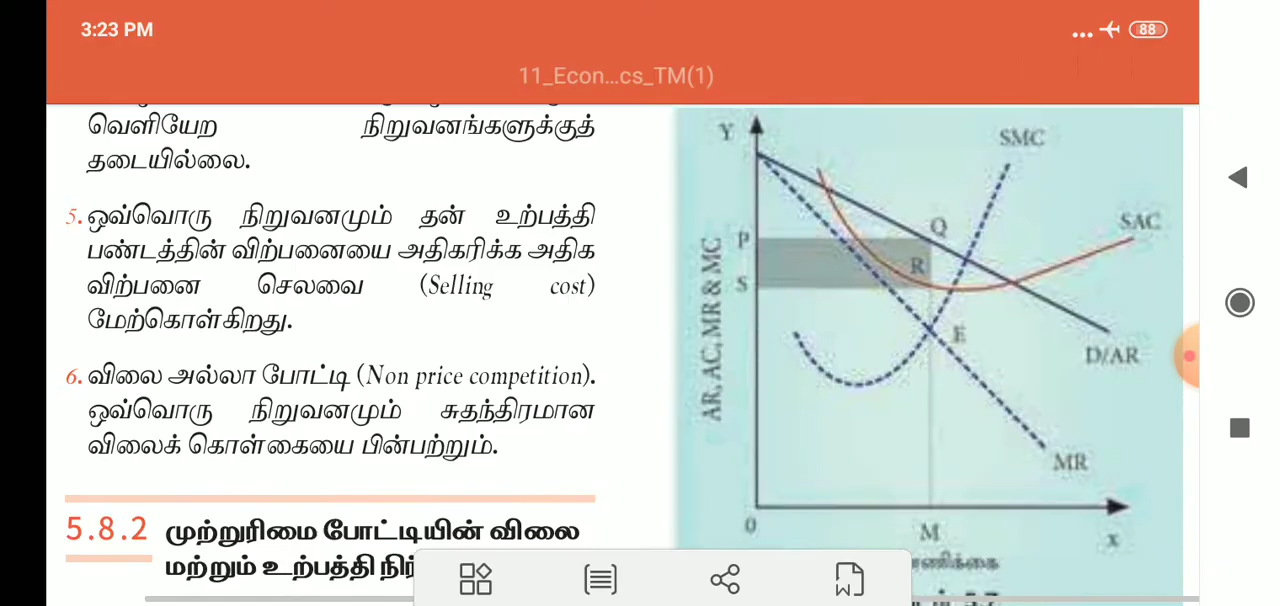 3:23 PM
88
11_Econ...cs_TM(1)
வெளியேற நிறுவனங்களுக்குத்
தடையில்லை.
5. ஒவ்வொரு நிறுவனமும் தன் உற்பத்தி
பண்டத்தின் விற்பனையை அதிகரிக்க அதிக
விற்பனை செலவை (Selling cost)
மேற்கொள்கிறது.
6. விலை அல்லா போட்டி (Non price competition).
ஒவ்வொரு நிறுவனமும் சுதந்திரமான
விலைக் கொள்கையை பின்பற்றும்.
5.8.2 முற்றுரிமை போட்டியின் விலை
மற்றும் உற்பத்தி
Y
SMC
SAC
Q
P
R
S
AR, AC, MR & MC
E
D/AR
MR
0
M
x
W